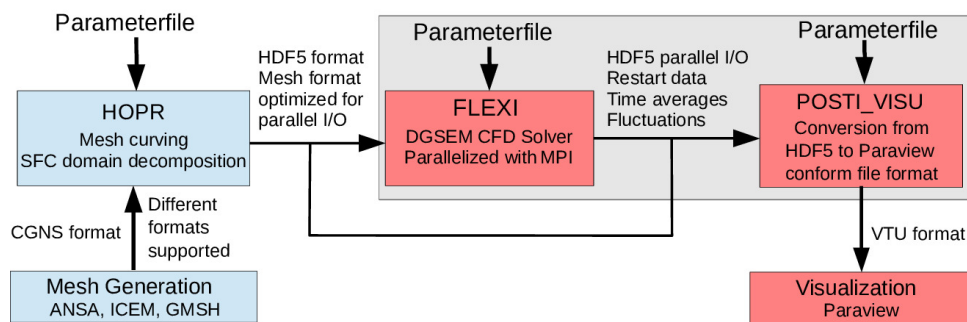 Parameterfile
HOPR
Mesh curving
SFC domain decomposition
CGNS format
Different
formats
supported
Mesh Generation
ANSA, ICEM, GMSH
HDF5 format
Mesh format
optimized for
parallel I/O
Parameterfile
FLEXI
DGSEM CFD Solver
Parallelized with MPI
HDF5 parallel I/O
Restart data
Time averages
Fluctuations
Parameterfile
POSTI_VISU
Conversion from
HDF5 to Paraview
conform file format
VTU format
Visualization
Paraview